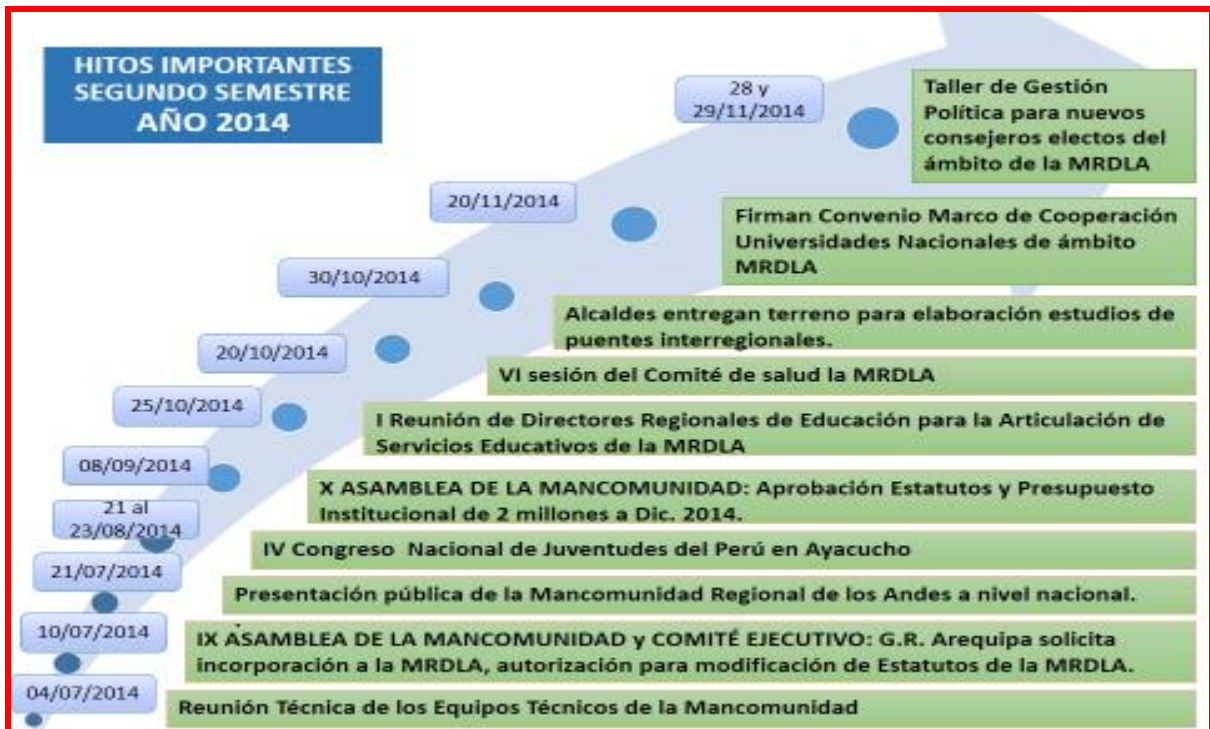 HITOS IMPORTANTES
SEGUNDO SEMESTRE
AÑO 2014
28 y
29/11/2014
Taller de Gestión
Política para nuevos
consejeros electos del
ámbito de la MRDLA
20/11/2014
Firman Convenio Marco de Cooperación
Universidades Nacionales de ámbito
MRDLA
30/10/2014
Alcaldes entregan terreno para elaboración estudios de
puentes interregionales.
20/10/2014
VI sesión del Comité de salud la MRDLA
25/10/2014
I Reunión de Directores Regionales de Educación para la Articulación de
Servicios Educativos de la MRDLA
08/09/2014
X ASAMBLEA DE LA MANCOMUNIDAD: Aprobación Estatutos y Presupuesto
Institucional de 2 millones a Dic. 2014.
21 al
23/08/2014
IV Congreso Nacional de Juventudes del Perú en Ayacucho
21/07/2014
Presentación pública de la Mancomunidad Regional de los Andes a nivel nacional.
10/07/2014
IX ASAMBLEA DE LA MANCOMUNIDAD y COMITÉ EJECUTIVO: G.R. Arequipa solicita
incorporación a la MRDLA, autorización para modificación de Estatutos de la MRDLA.
04/07/2014
Reunión Técnica de los Equipos Técnicos de la Mancomunidad